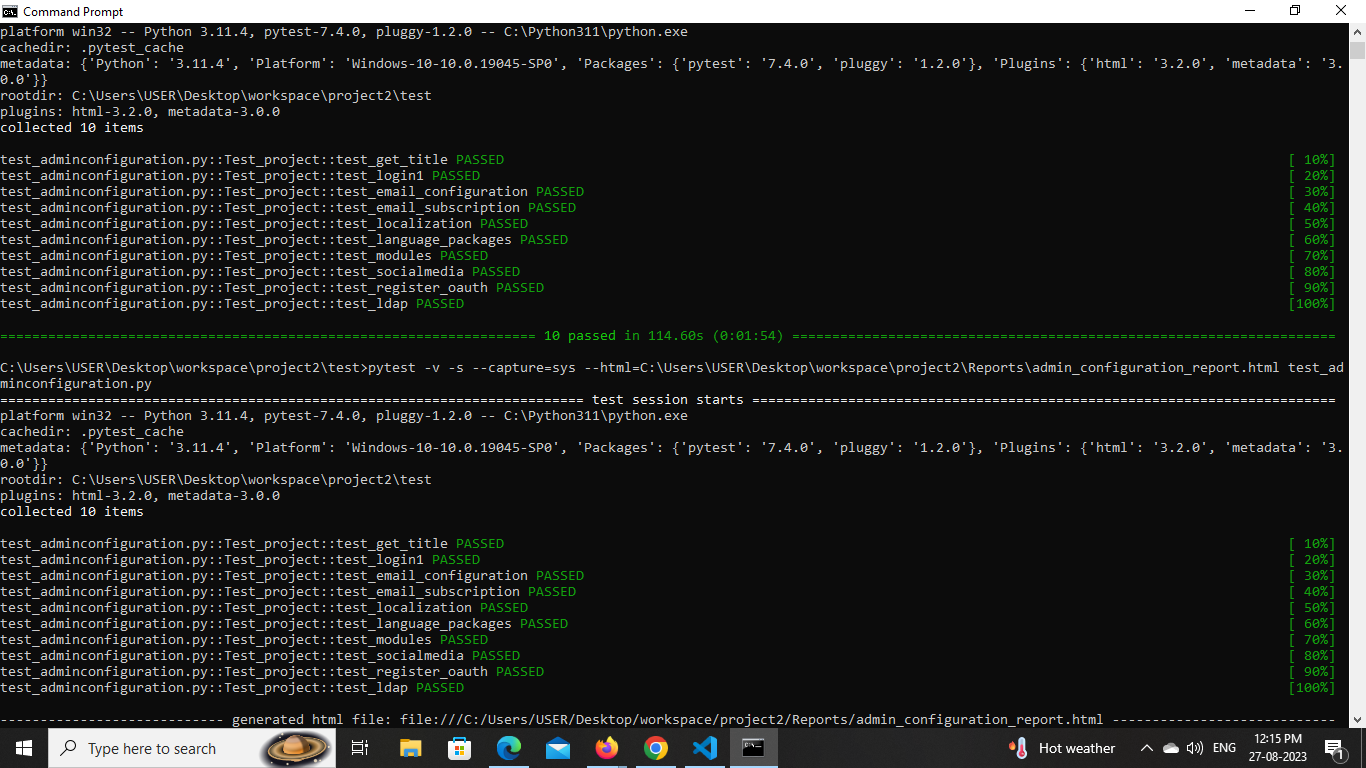 Command Prompt
platform win32 -- Python 3.11.4, pytest-7.4.0, pluggy-1.2.0 -- C:\Python311\python.exe
cachedir: .pytest_cache
metadata: {'Python': '3.11.4', 'Platform': 'Windows-10-10.0.19045-SP0', 'Packages': {'pytest': '7.4.0', 'pluggy': '1.2.0'}, 'Plugins': {'html': '3.2.0', 'metadata': '3.
0.0'}}
rootdir: C:\Users\USER\Desktop\workspace\project2\test
plugins: html-3.2.0, metadata-3.0.0
collected 10 items
test_adminconfiguration.py::Test_project::test_get_title PASSED [ 10%]
test_adminconfiguration.py::Test_project::test_login1 PASSED [ 20%]
test_adminconfiguration.py::Test_project::test_email_configuration PASSED [ 30%]
test_adminconfiguration.py::Test_project::test_email_subscription PASSED [ 40%]
test_adminconfiguration.py::Test_project::test_localization PASSED [ 50%]
test_adminconfiguration.py::Test_project::test_language_packages PASSED [ 60%]
test_adminconfiguration.py::Test_project::test_modules PASSED [ 70%]
test_adminconfiguration.py::Test_project::test_socialmedia PASSED [ 80%]
test_adminconfiguration.py::Test_project::test_register_oauth PASSED [ 90%]
test_adminconfiguration.py::Test_project::test_ldap PASSED [100%]
=================================================================== 10 passed in 114.60s (0:01:54) ====================================================================
C:\Users\USER\Desktop\workspace\project2\test>pytest -v -s --capture=sys --html=C:\Users\USER\Desktop\workspace\project2\Reports\admin_configuration_report.html test_ad
minconfiguration.py
========================================================================= test session starts =========================================================================
platform win32 -- Python 3.11.4, pytest-7.4.0, pluggy-1.2.0 -- C:\Python311\python.exe
cachedir: .pytest_cache
metadata: {'Python': '3.11.4', 'Platform': 'Windows-10-10.0.19045-SP0', 'Packages': {'pytest': '7.4.0', 'pluggy': '1.2.0'}, 'Plugins': {'html': '3.2.0', 'metadata': '3.
0.0'}}
rootdir: C:\Users\USER\Desktop\workspace\project2\test
plugins: html-3.2.0, metadata-3.0.0
collected 10 items
test_adminconfiguration.py::Test_project::test_get_title PASSED [ 10%]
test_adminconfiguration.py::Test_project::test_login1 PASSED [ 20%]
test_adminconfiguration.py::Test_project::test_email_configuration PASSED [ 30%]
test_adminconfiguration.py::Test_project::test_email_subscription PASSED [ 40%]
test_adminconfiguration.py::Test_project::test_localization PASSED [ 50%]
test_adminconfiguration.py::Test_project::test_language_packages PASSED [ 60%]
test_adminconfiguration.py::Test_project::test_modules PASSED [ 70%]
test_adminconfiguration.py::Test_project::test_socialmedia PASSED [ 80%]
test_adminconfiguration.py::Test_project::test_register_oauth PASSED [ 90%]
test_adminconfiguration.py::Test_project::test_ldap PASSED [100%]
---------------------------- generated html file: file:///C:/Users/USER/Desktop/workspace/project2/Reports/admin_configuration_report.html ----------------------------
Type here to search
Hot weather
ENG
12:15 PM
27-08-2023
1